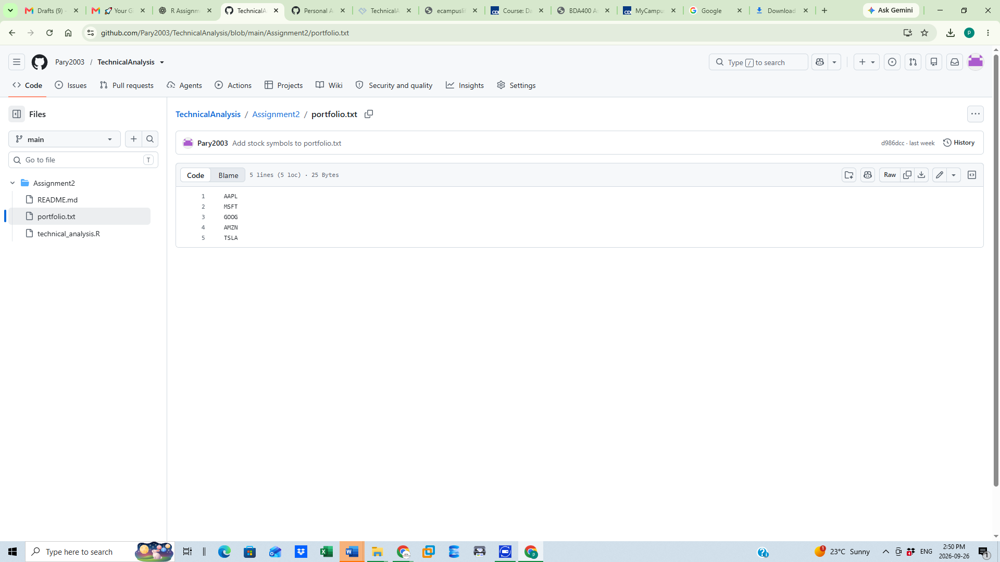 Drafts (9) -
Your Gi
R Assignm
TechnicalA
Personal A
TechnicalA
ecampusli
Course: Da
BDA400 As
MyCampu
Google
Download
Ask Gemini
github.com/Pary2003/TechnicalAnalysis/blob/main/Assignment2/portfolio.txt
P
Pary2003 / TechnicalAnalysis
Type / to search
Code
Issues
Pull requests
Agents
Actions
Projects
Wiki
Security and quality
Insights
Settings
Files
TechnicalAnalysis / Assignment2 / portfolio.txt
main
Pary2003 Add stock symbols to portfolio.txt
d986dcc · last week
History
Go to file
T
Code
Blame
5 lines (5 loc) · 25 Bytes
Raw
Assignment2
README.md
portfolio.txt
technical_analysis.R
1 AAPL
2 MSFT
3 GOOG
4 AMZN
5 TSLA
Type here to search
23°C Sunny
ENG
2:50 PM
2026-09-26
1